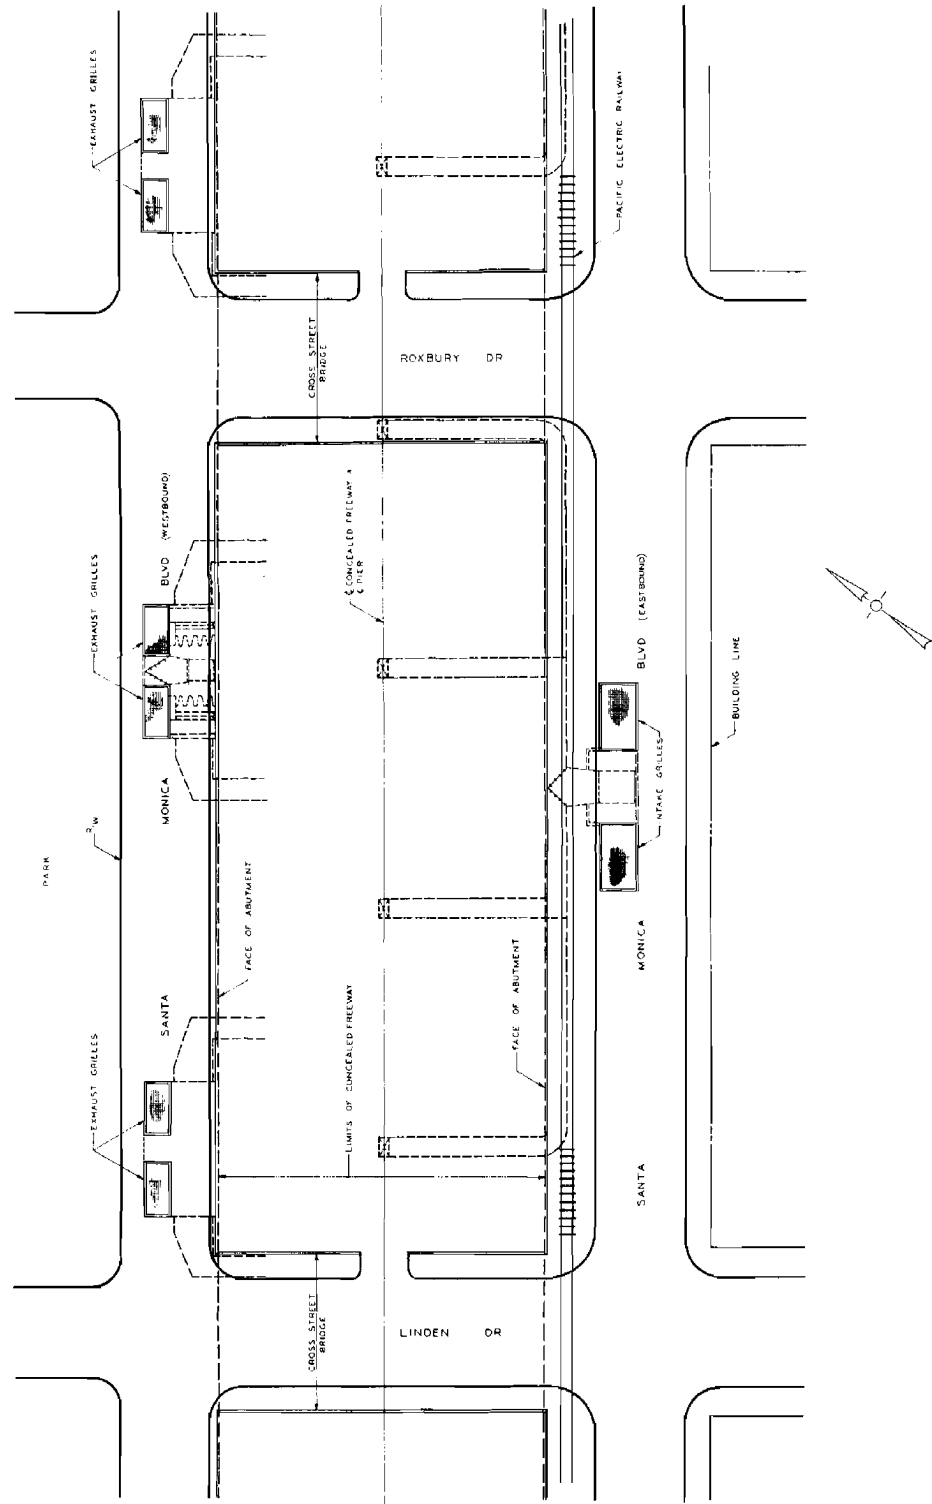 EXHAUST GRILLES
PACIFIC ELECTRIC RAILWAY
CROSS STREET
BRIDGE
ROXBURY DR
BLVD (WESTBOUND)
EXHAUST GRILLES
℄ CONCEALED FREEWAY &
℄ PIER
BLVD (EASTBOUND)
BUILDING LINE
INTAKE GRILLES
MONICA
R/W
PARK
FACE OF ABUTMENT
MONICA
FACE OF ABUTMENT
SANTA
LIMITS OF CONCEALED FREEWAY
EXHAUST GRILLES
SANTA
CROSS STREET
BRIDGE
LINDEN DR